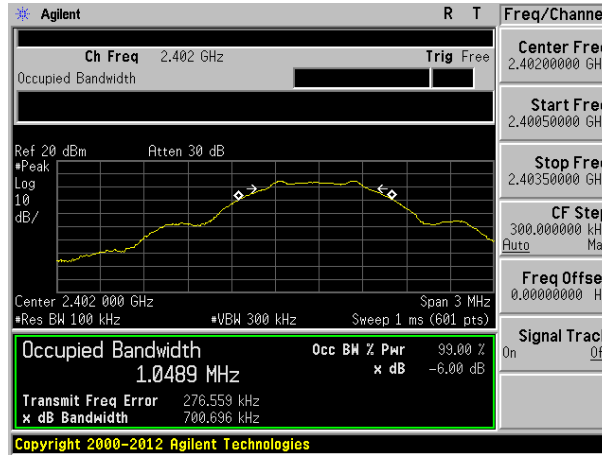 Agilent R T Freq/Channe
Ch Freq 2.402 GHz Trig Free
Occupied Bandwidth
Center Fre
2.40200000 GH
Start Fre
2.40050000 GH
Stop Fre
2.40350000 GH
CF Ste
300.000000 kH
Auto Ma
Freq Offse
0.00000000 H
Signal Trac
On Of
Ref 20 dBm Atten 30 dB
#Peak
Log
10
dB/
Center 2.402 000 GHz Span 3 MHz
#Res BW 100 kHz #VBW 300 kHz Sweep 1 ms (601 pts)
Occupied Bandwidth Occ BW % Pwr 99.00 %
1.0489 MHz x dB -6.00 dB
Transmit Freq Error 276.559 kHz
x dB Bandwidth 700.696 kHz
Copyright 2000-2012 Agilent Technologies